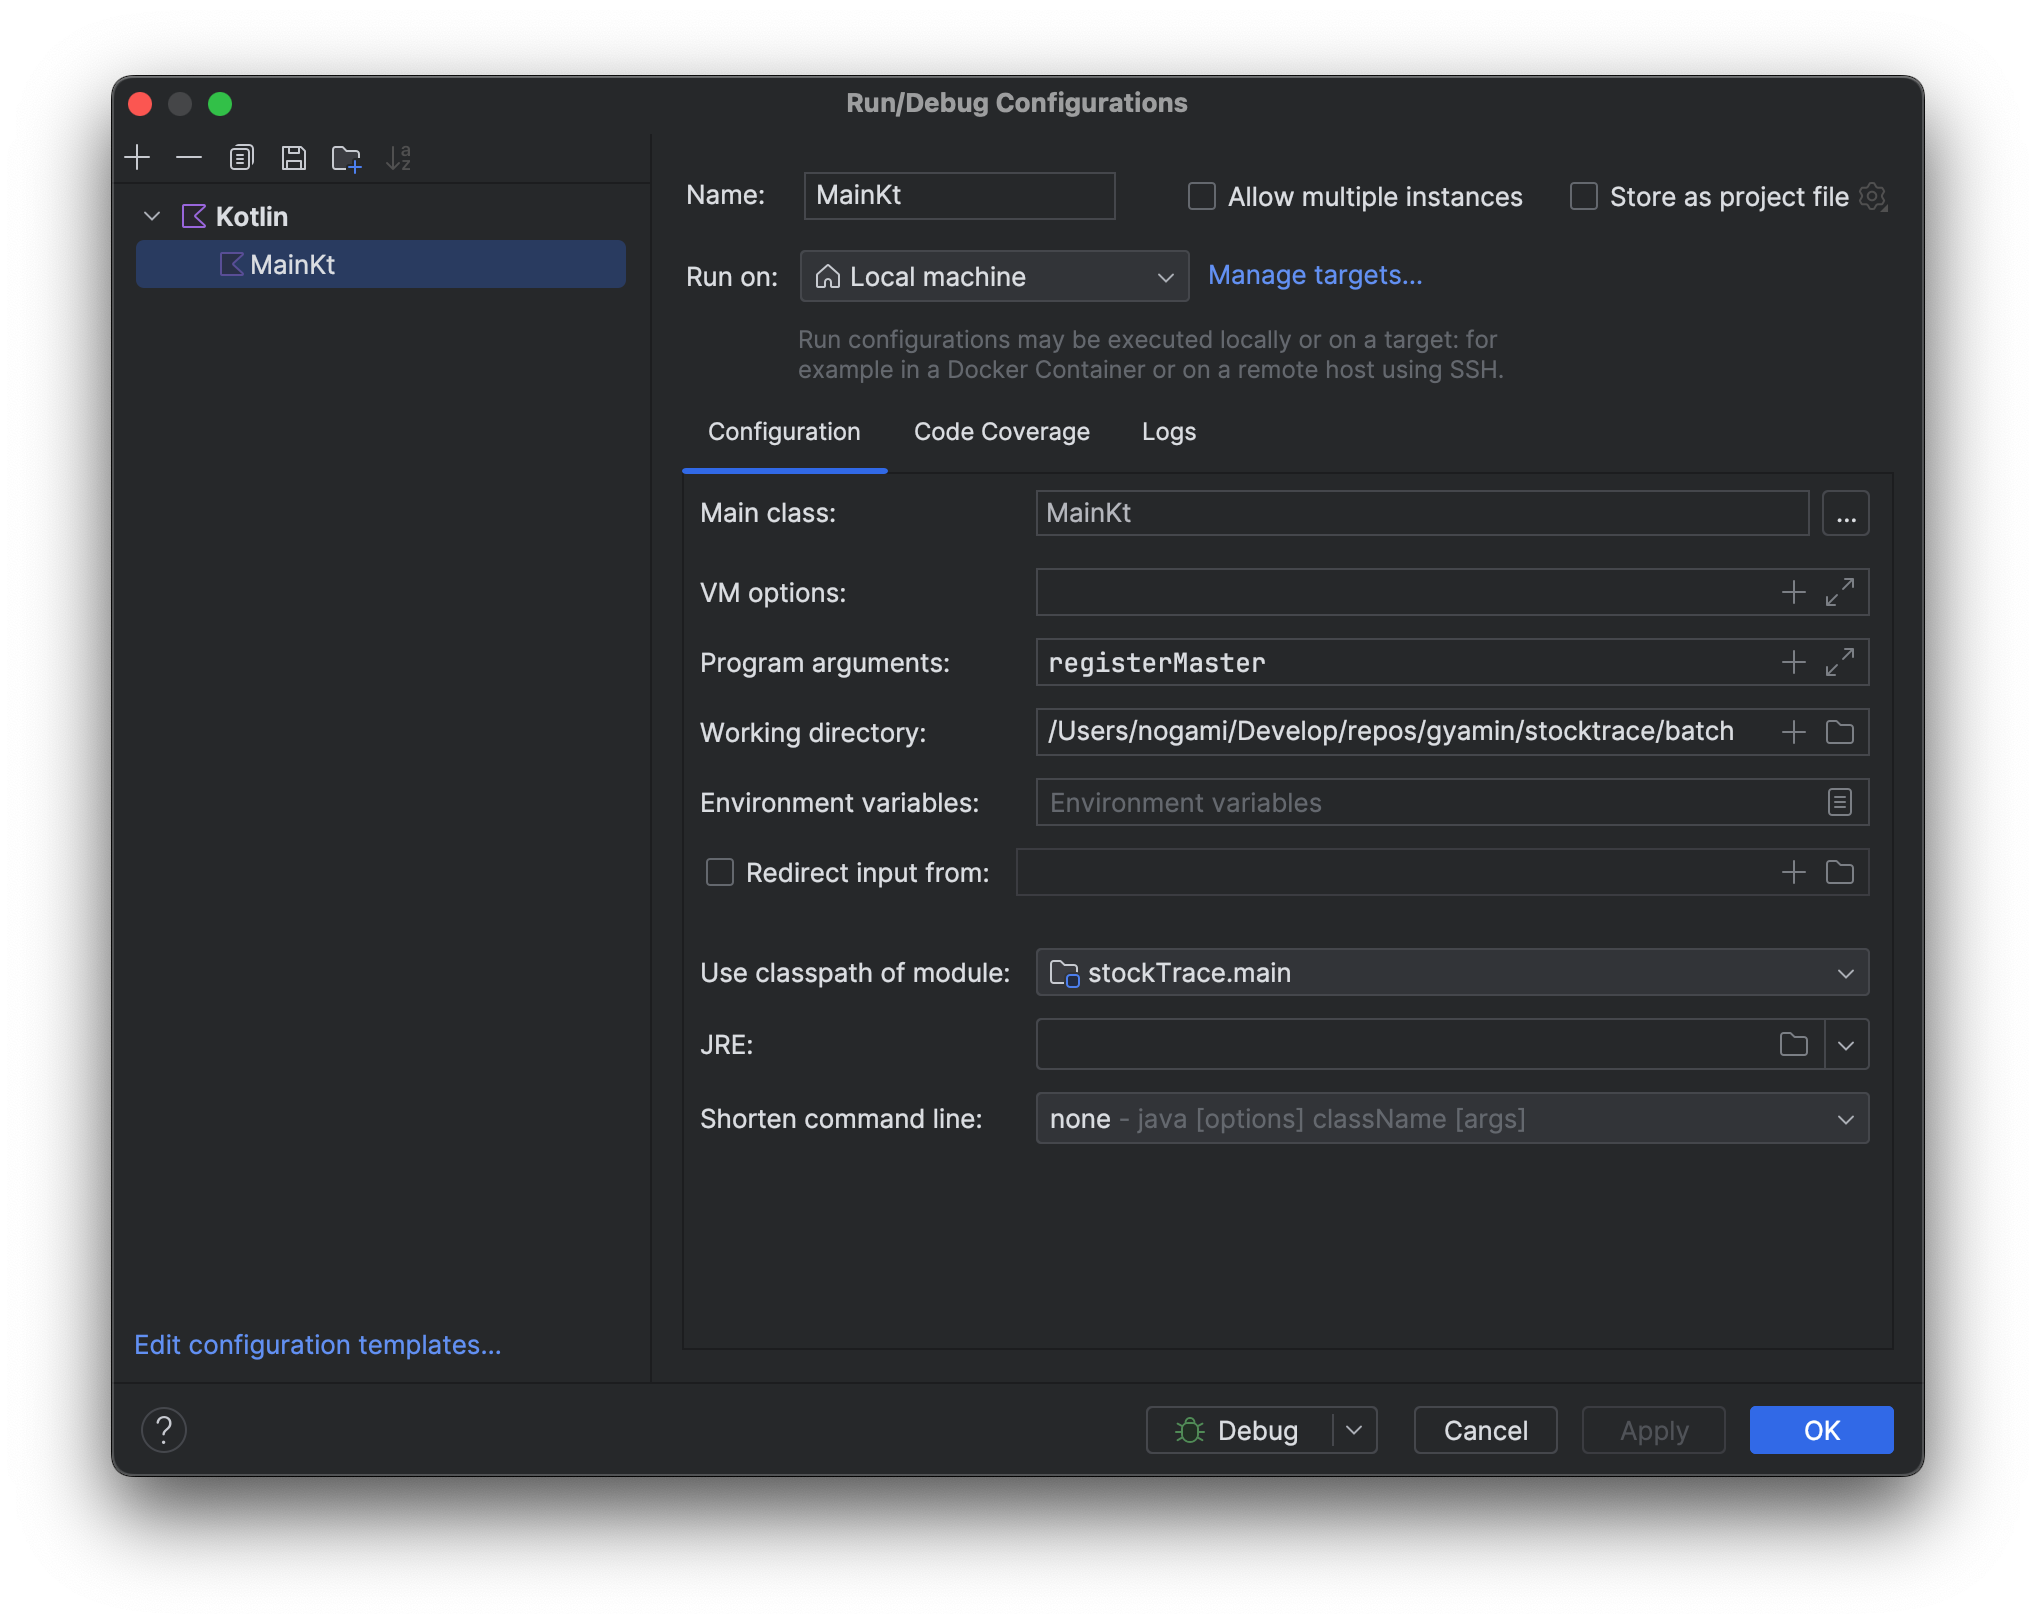 Run/Debug Configurations
Kotlin
MainKt
Edit configuration templates...
Name:
MainKt
Allow multiple instances
Store as project file
Run on:
Local machine
Manage targets...
Run configurations may be executed locally or on a target: for
example in a Docker Container or on a remote host using SSH.
Configuration
Code Coverage
Logs
Main class:
MainKt
...
VM options:
Program arguments:
registerMaster
Working directory:
/Users/nogami/Develop/repos/gyamin/stocktrace/batch
Environment variables:
Environment variables
Redirect input from:
Use classpath of module:
stockTrace.main
JRE:
Shorten command line:
none - java [options] className [args]
?
Debug
Cancel
Apply
OK